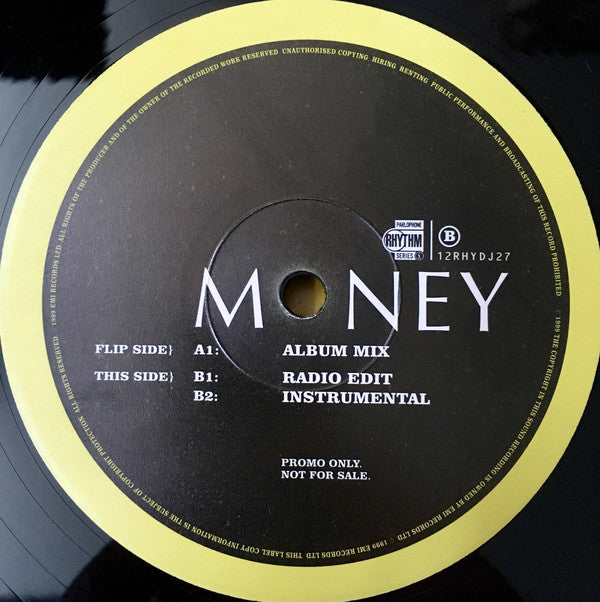 ALL RIGHTS OF THE PRODUCER AND OF THE OWNER OF THE RECORDED WORK RESERVED UNAUTHORISED COPYING HIRING RENTING PUBLIC PERFORMANCE AND BROADCASTING OF THIS RECORD PROHIBITED
© 1999 THE COPYRIGHT IN THIS SOUND RECORDING IS OWNED BY EMI RECORDS LTD
© 1999 EMI RECORDS LTD THIS LABEL COPY INFORMATION IS THE SUBJECT OF COPYRIGHT PROTECTION ALL RIGHTS RESERVED
© 1999 EMI RECORDS LTD
PARLOPHONE
RHYTHM
SERIES
B
12RHYDJ27
M NEY
FLIP SIDE} A1: ALBUM MIX
THIS SIDE} B1: RADIO EDIT
B2: INSTRUMENTAL
PROMO ONLY.
NOT FOR SALE.